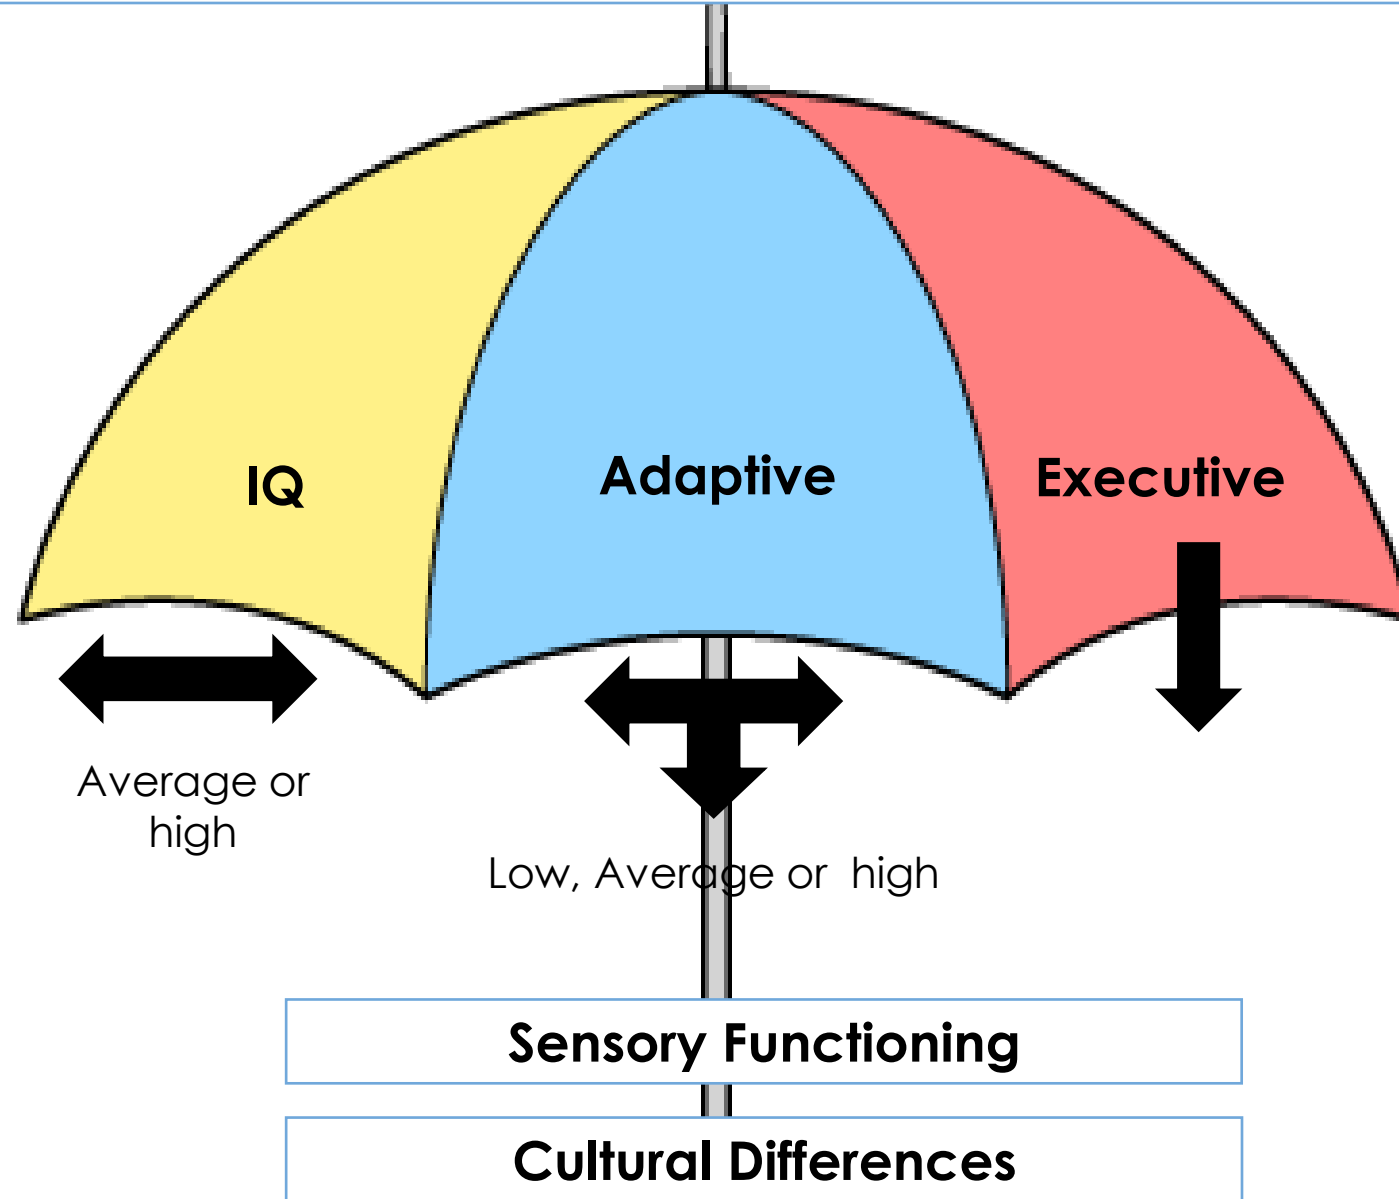 IQ
Adaptive
Executive
Average or
high
Low, Average or high
Sensory Functioning
Cultural Differences